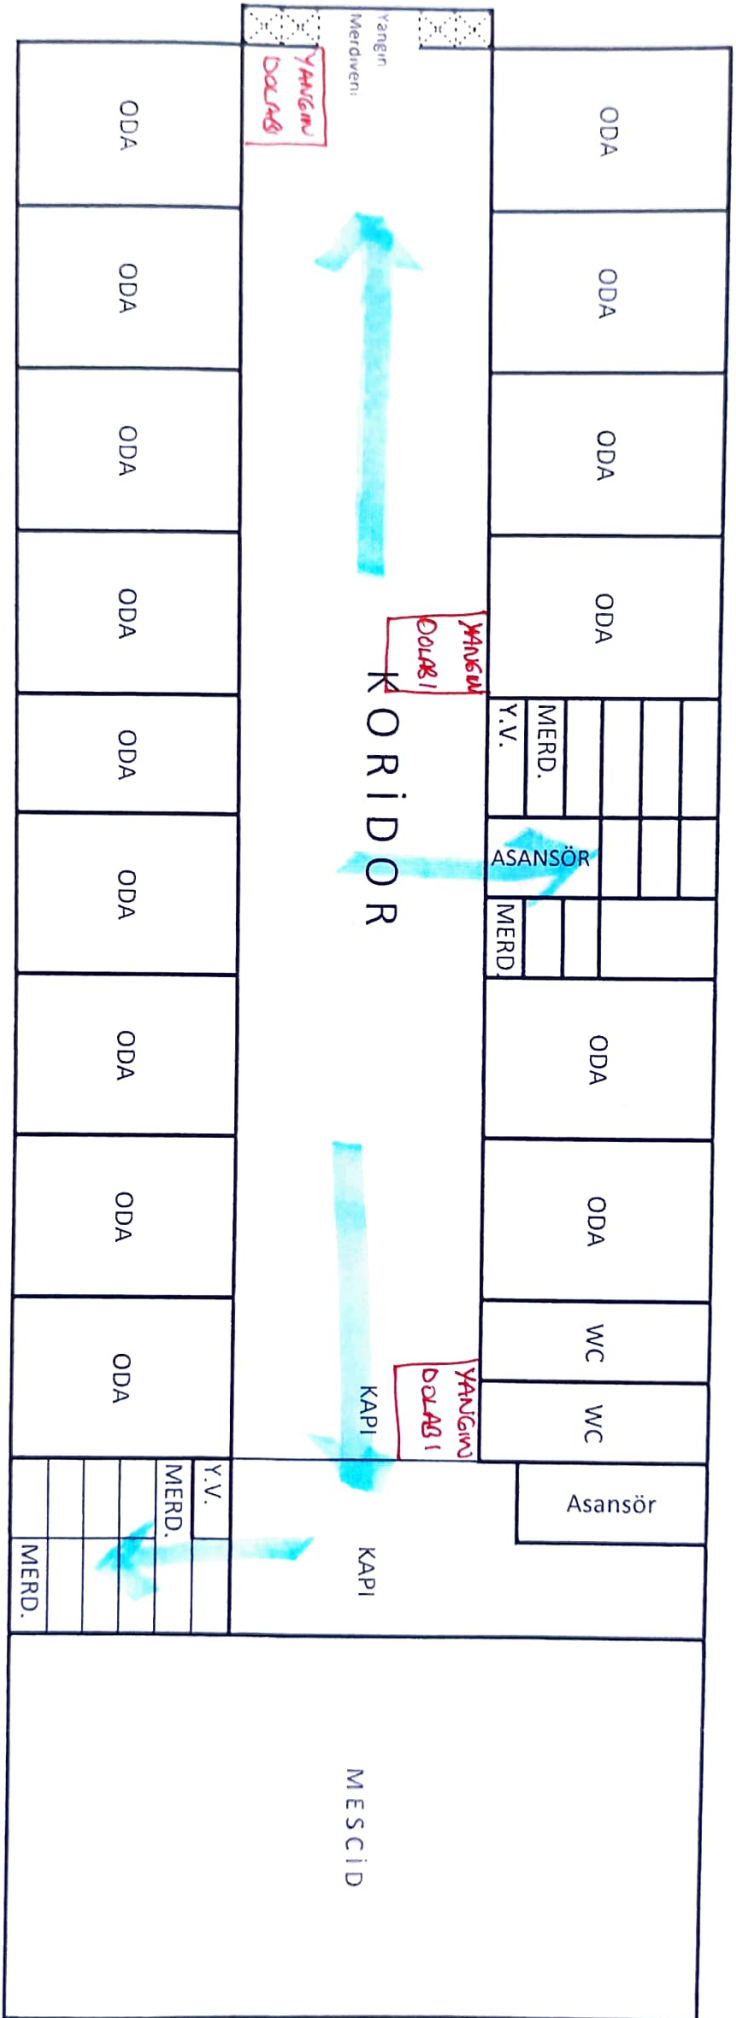 ODA
ODA
ODA
ODA
MERD.
Y.V.
ASANSÖR
MERD.
ODA
ODA
WC
WC
Asansör
YANGIN
DOLABI
YANGIN
DOLABI
Yangın
Merdiveni
KORİDOR
KAPI
KAPI
MESCİD
YANGIN
DOLABI
ODA
ODA
ODA
ODA
ODA
ODA
ODA
ODA
ODA
Y.V.
MERD.
MERD.